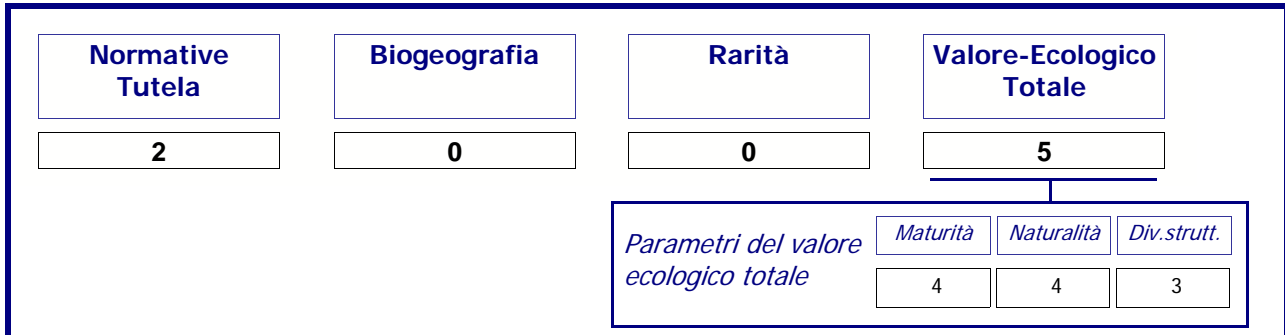 Normative
Tutela
Biogeografia
Rarità
Valore-Ecologico
Totale
2
0
0
5
Parametri del valore
ecologico totale
Maturità
Naturalità
Div.strutt.
4
4
3